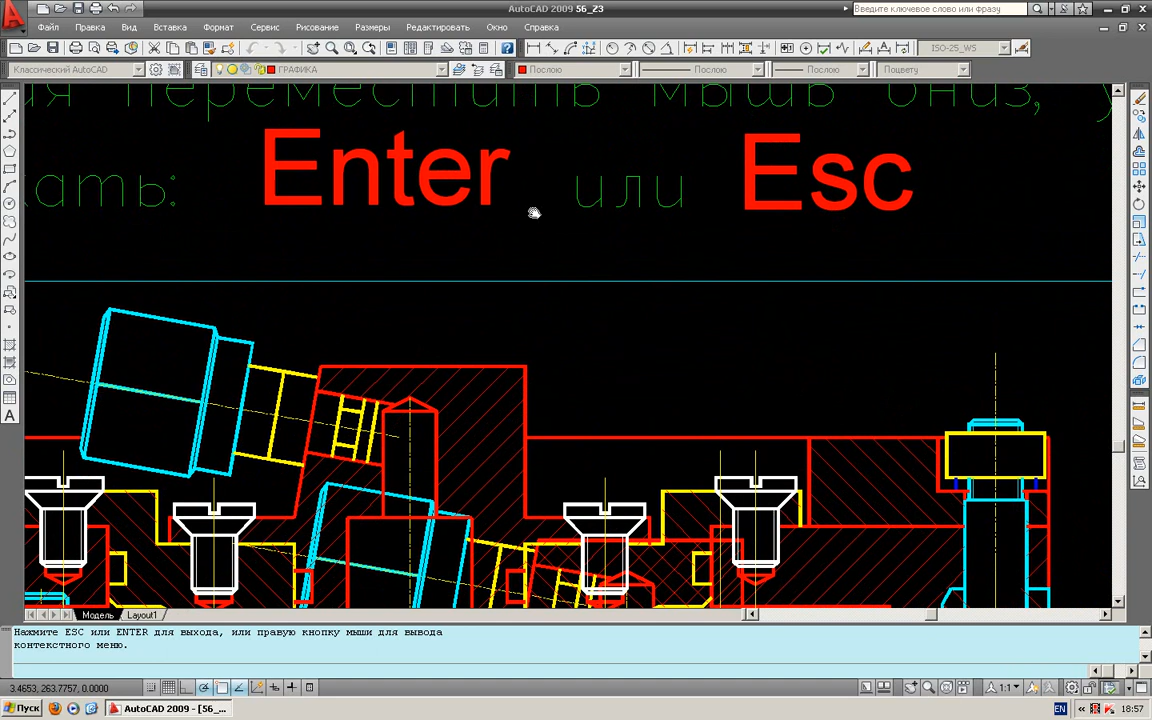 AutoCAD 2009 56_23
Введите ключевое слово или фразу
Файл Правка Вид Вставка Формат Сервис Рисование Размеры Редактировать Окно Справка
ISO-25_WS
Классический AutoCAD ГРАФИКА Послою Послою Послою Поцвету
переместить мышь
Enter или Esc
Модель Layout1
Нажмите ESC или ENTER для выхода, или правую кнопку мыши для вывода
контекстного меню.
3.4653, 263.7757, 0.0000 1:1
Пуск AutoCAD 2009 - [56_... EN 18:57